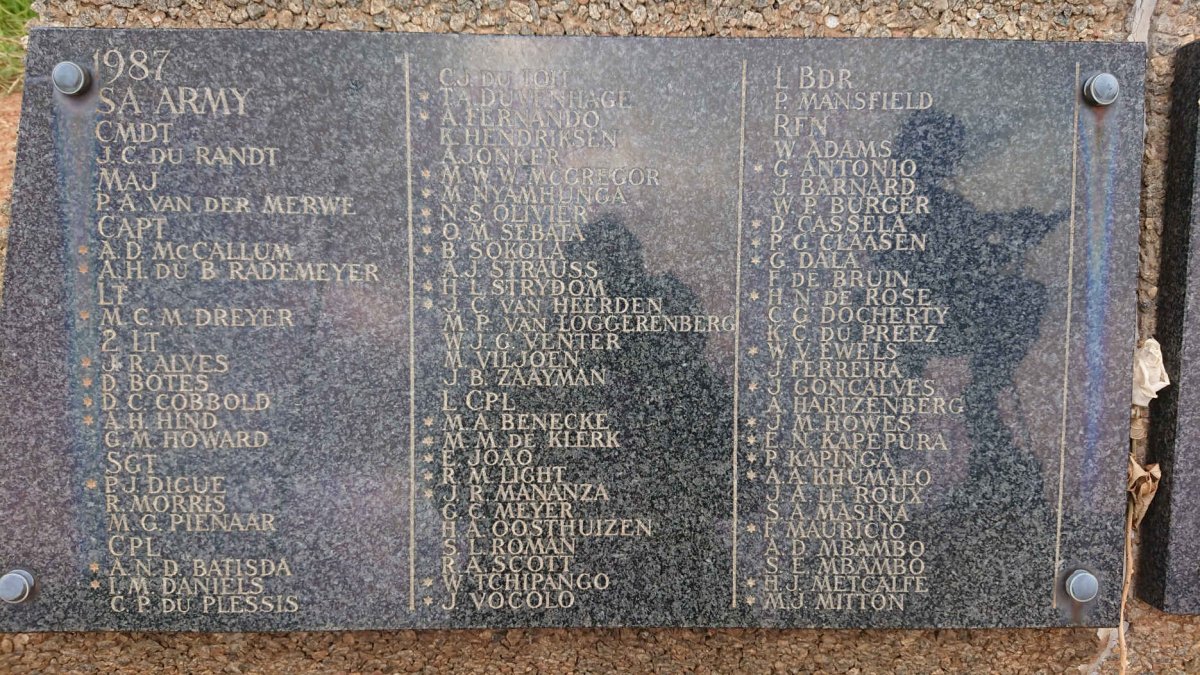 1987
SA ARMY
CMDT
J. C. DU RANDT
MAJ
P. A. VAN DER MERWE
CAPT
* A. D. McCALLUM
* A. H. DU B. RADEMEYER
LT
* M. C. M. DREYER
2 LT
* J. R. ALVES
* D. BOTES
* D. C. COBBOLD
* A. H. HIND
G. M. HOWARD
SGT
* P. J. DIGUE
R. MORRIS
M. G. PIENAAR
CPL
* A. N. D. BATISDA
* I. M. DANIELS
C. P. DU PLESSIS
C. J. DU TOIT
* T. A. DUVENHAGE
* A. FERNANDO
K. HENDRIKSEN
A. JONKER
* M. W. W. McGREGOR
* M. NYAMHUNGA
* N. S. OLIVIER
* O. M. SEBATA
* B. SOKOLA
A. J. STRAUSS
* H. L. STRYDOM
* J. C. VAN HEERDEN
M. P. VAN LOGGERENBERG
W. J. G. VENTER
M. VILJOEN
J. B. ZAAYMAN
L CPL
* M. A. BENECKE
* M. M. DE KLERK
* E. JOAO
* R. M. LIGHT
* J. R. MANANZA
G. C. MEYER
H. A. OOSTHUIZEN
S. L. ROMAN
R. A. SCOTT
* W. TCHIPANGO
* J. VOCOLO
L BDR
P. MANSFIELD
RFN
W. ADAMS
* G. ANTONIO
J. BARNARD
W. P. BURGER
* D. CASSELA
* P. G. CLAASEN
* G. DALA
F. DE BRUIN
* H. N. DE ROSE
C. G. DOCHERTY
K. C. DU PREEZ
* W. V. EWELS
J. FERREIRA
* J. GONCALVES
A. HARTZENBERG
* J. M. HOWES
* E. N. KAPEPURA
* P. KAPINGA
* A. A. KHUMALO
J. A. LE ROUX
S. A. MASINA
* F. MAURICIO
A. D. MBAMBO
S. E. MBAMBO
* H. J. METCALFE
* M. J. MITTON